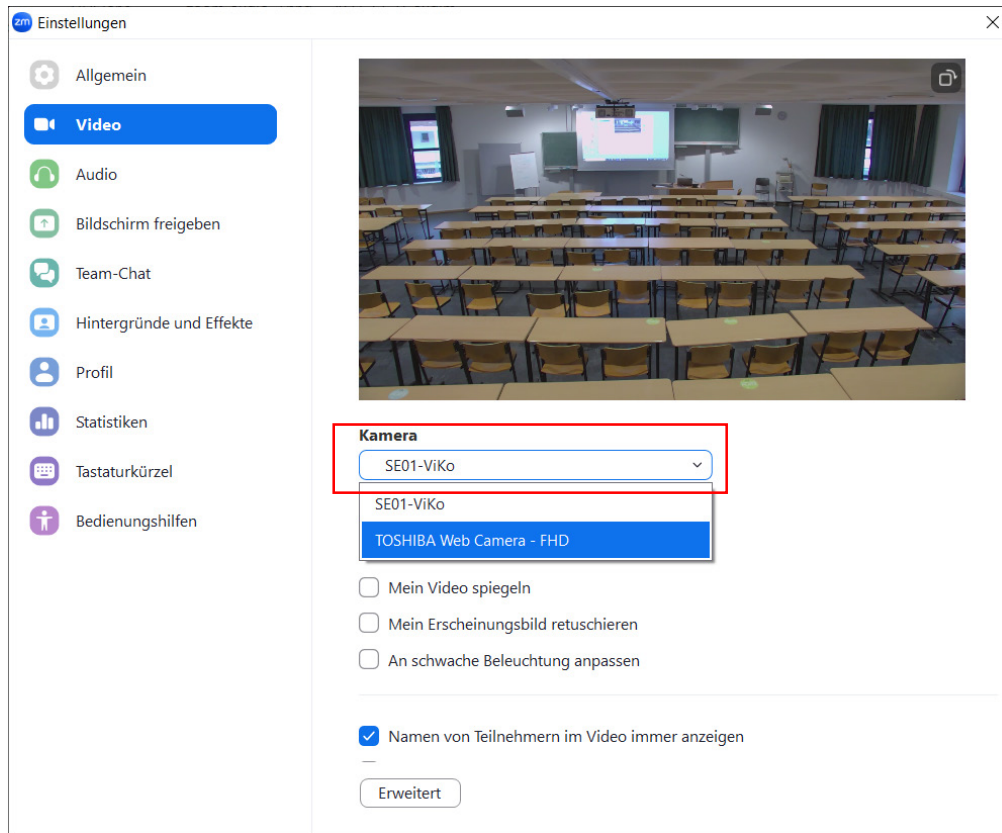 zm Einstellungen
Allgemein
Video
Audio
Bildschirm freigeben
Team-Chat
Hintergründe und Effekte
Profil
Statistiken
Tastaturkürzel
Bedienungshilfen
Kamera
SE01-ViKo
SE01-ViKo
TOSHIBA Web Camera - FHD
Mein Video spiegeln
Mein Erscheinungsbild retuschieren
An schwache Beleuchtung anpassen
Namen von Teilnehmern im Video immer anzeigen
Erweitert